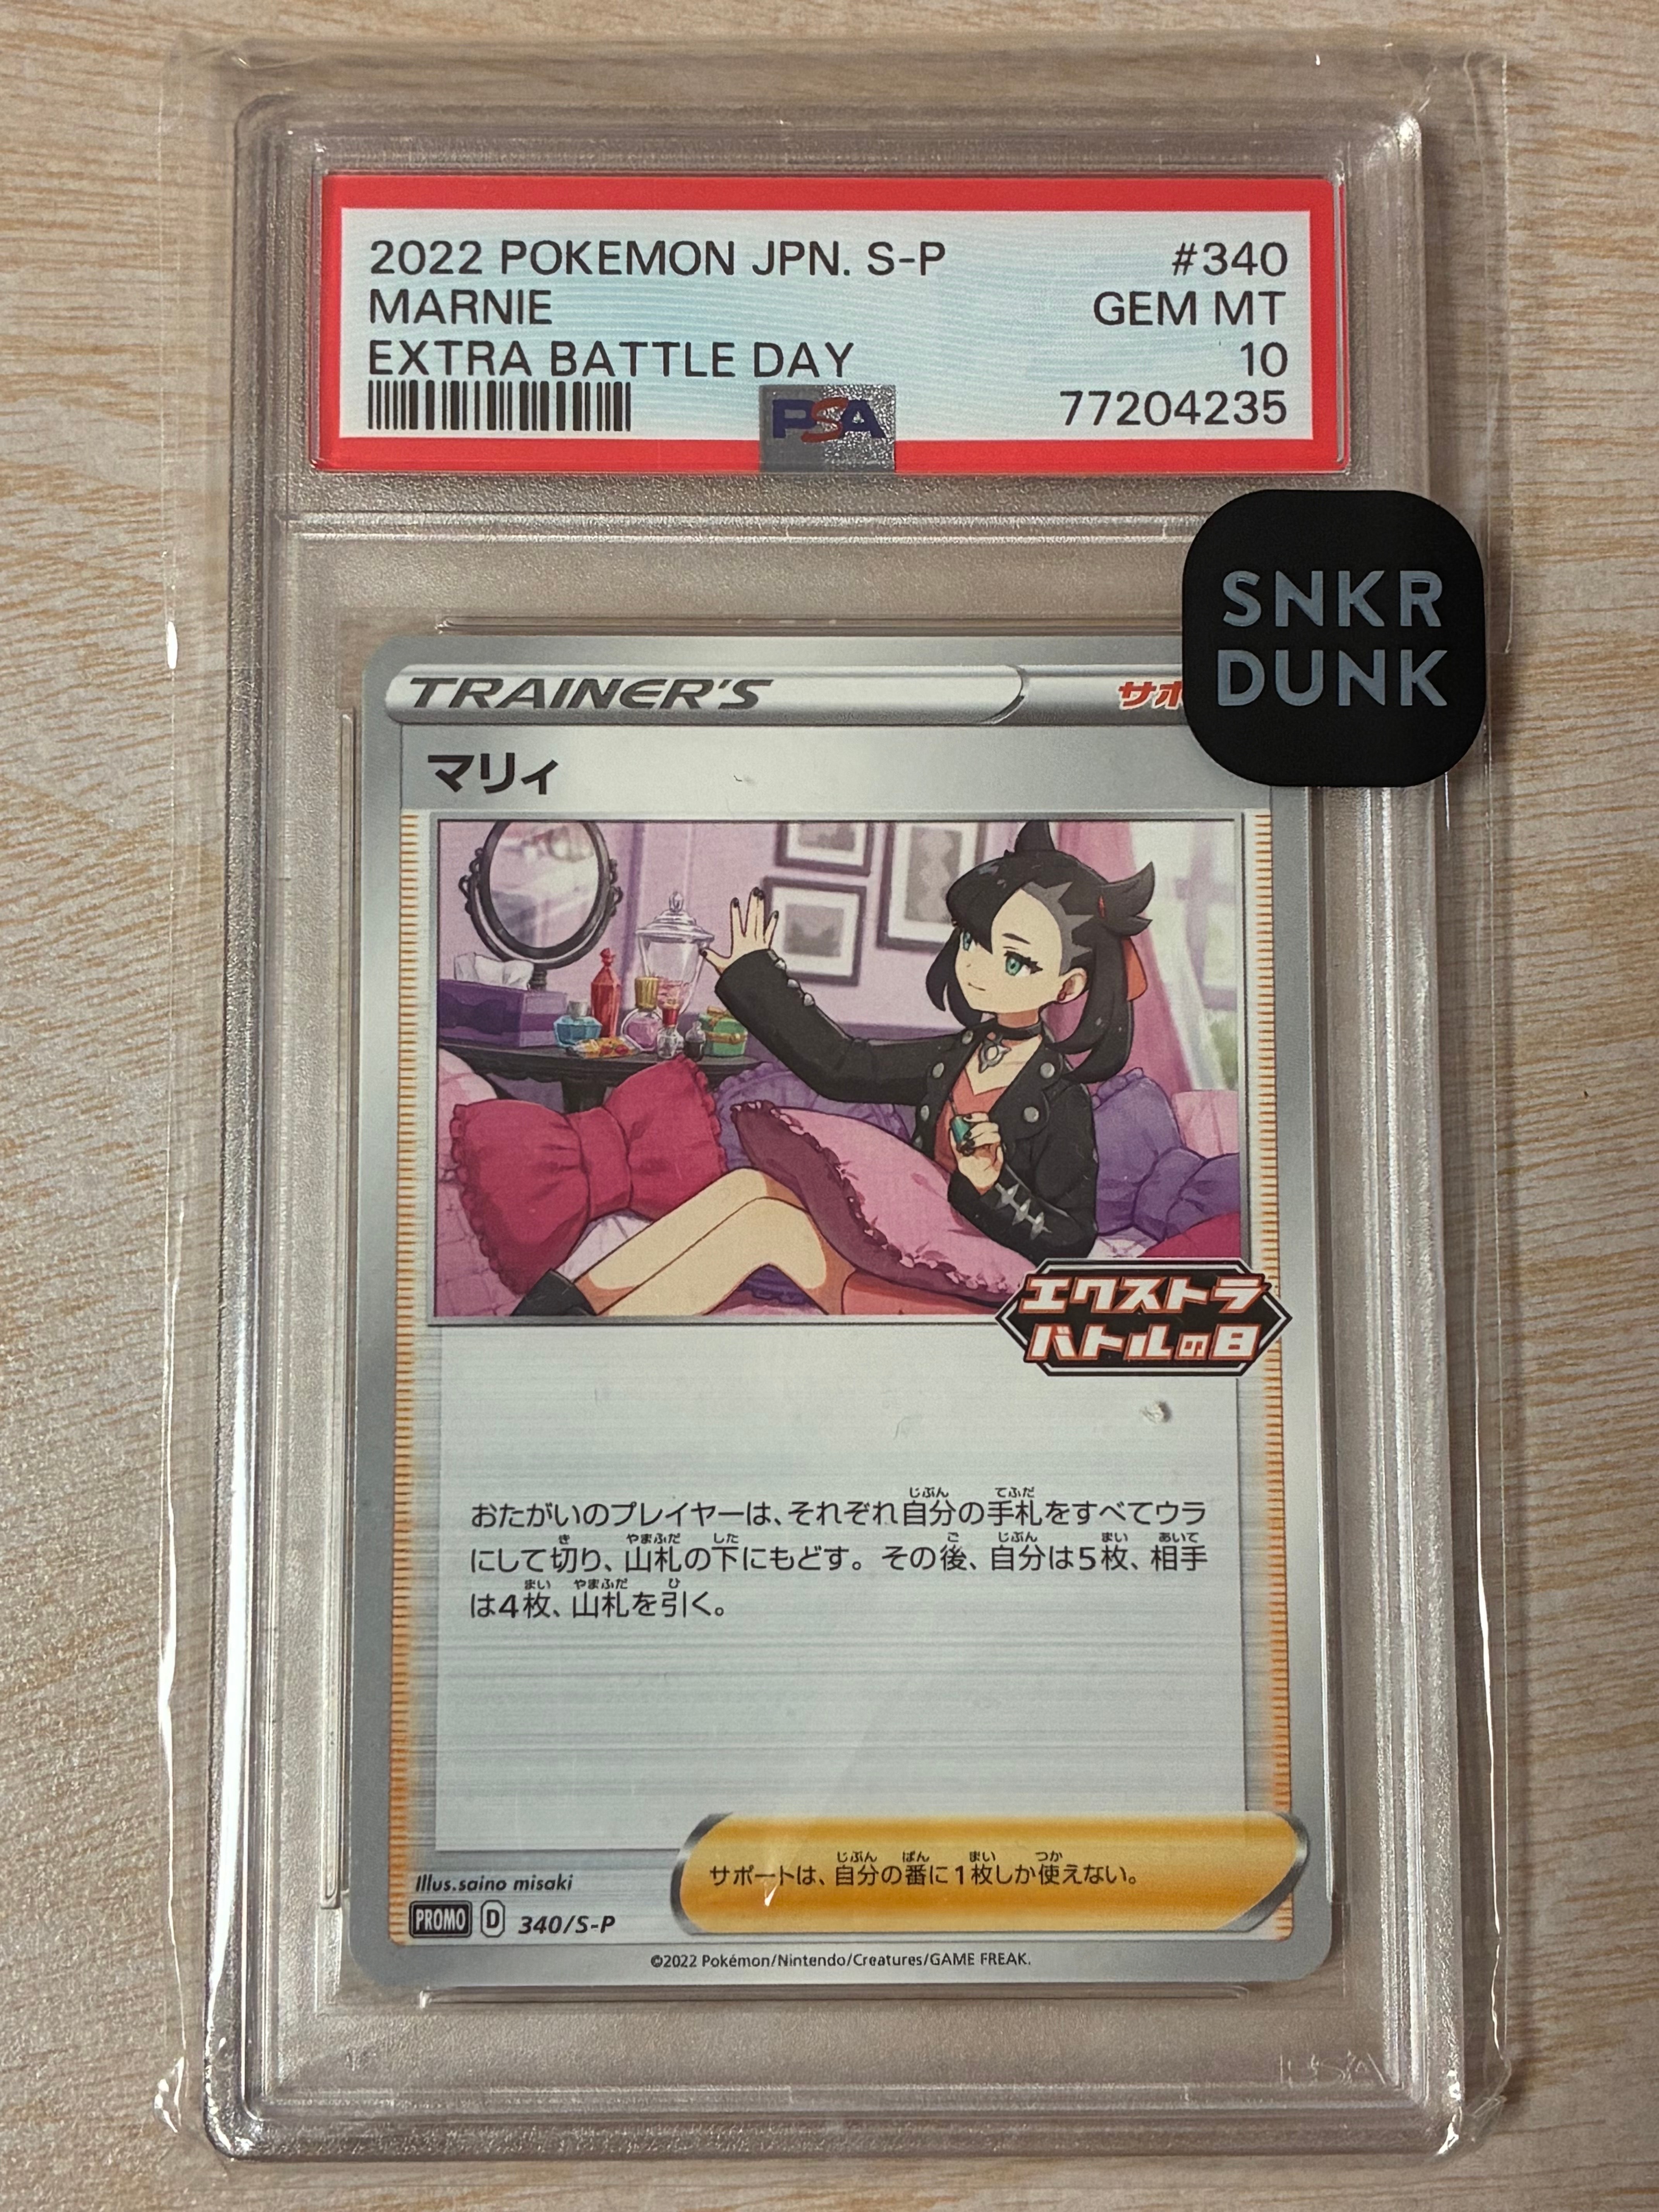 2022 POKEMON JPN. S-P #340
MARNIE GEM MT
EXTRA BATTLE DAY 10
PSA 77204235
SNKR
DUNK
TRAINER'S
マリィ
エクストラ
バトルの日
おたがいのプレイヤーは、それぞれ自分の手札をすべてウラ
にして切り、山札の下にもどす。その後、自分は5枚、相手
は4枚、山札を引く。
サポートは、自分の番に1枚しか使えない。
Illus.saino misaki
PROMO D 340/S-P
©2022 Pokémon/Nintendo/Creatures/GAME FREAK.
PSA